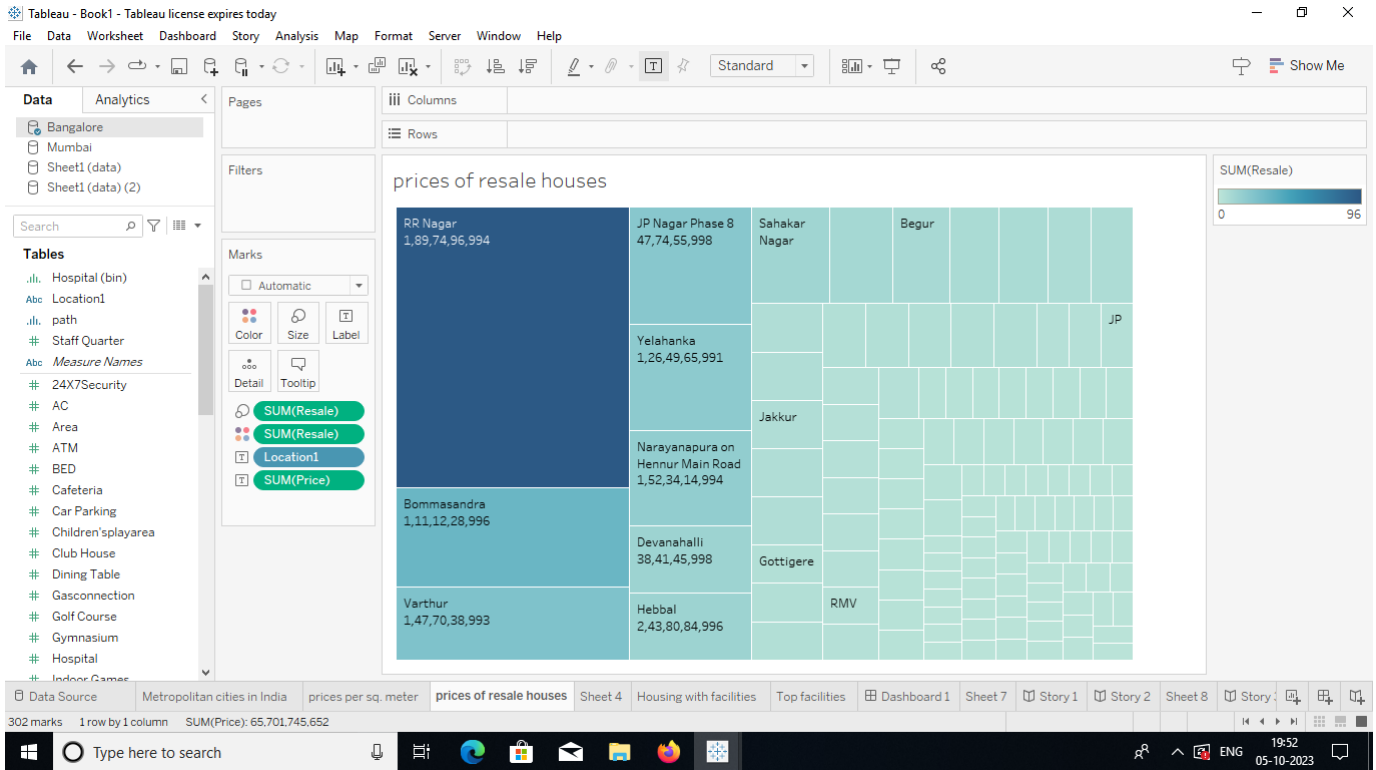 Tableau - Book1 - Tableau license expires today
File Data Worksheet Dashboard Story Analysis Map Format Server Window Help
Standard
Show Me
Data Analytics
Bangalore
Mumbai
Sheet1 (data)
Sheet1 (data) (2)
Search
Tables
Hospital (bin)
Abc Location1
path
# Staff Quarter
Abc Measure Names
# 24X7Security
# AC
# Area
# ATM
# BED
# Cafeteria
# Car Parking
# Children'splayarea
# Club House
# Dining Table
# Gasconnection
# Golf Course
# Gymnasium
# Hospital
# Indoor Games
Pages
Filters
Marks
Automatic
Color Size Label
Detail Tooltip
SUM(Resale)
SUM(Resale)
Location1
SUM(Price)
Columns
Rows
prices of resale houses
RR Nagar
1,89,74,96,994
Bommasandra
1,11,12,28,996
Varthur
1,47,70,38,993
JP Nagar Phase 8
47,74,55,998
Yelahanka
1,26,49,65,991
Narayanapura on
Hennur Main Road
1,52,34,14,994
Devanahalli
38,41,45,998
Hebbal
2,43,80,84,996
Sahakar
Nagar
Begur
JP
Jakkur
Gottigere
RMV
SUM(Resale)
0 96
Data Source Metropolitan cities in India prices per sq. meter prices of resale houses Sheet 4 Housing with facilities Top facilities Dashboard 1 Sheet 7 Story 1 Story 2 Sheet 8 Story
302 marks 1 row by 1 column SUM(Price): 65,701,745,652
Type here to search
ENG
19:52
05-10-2023